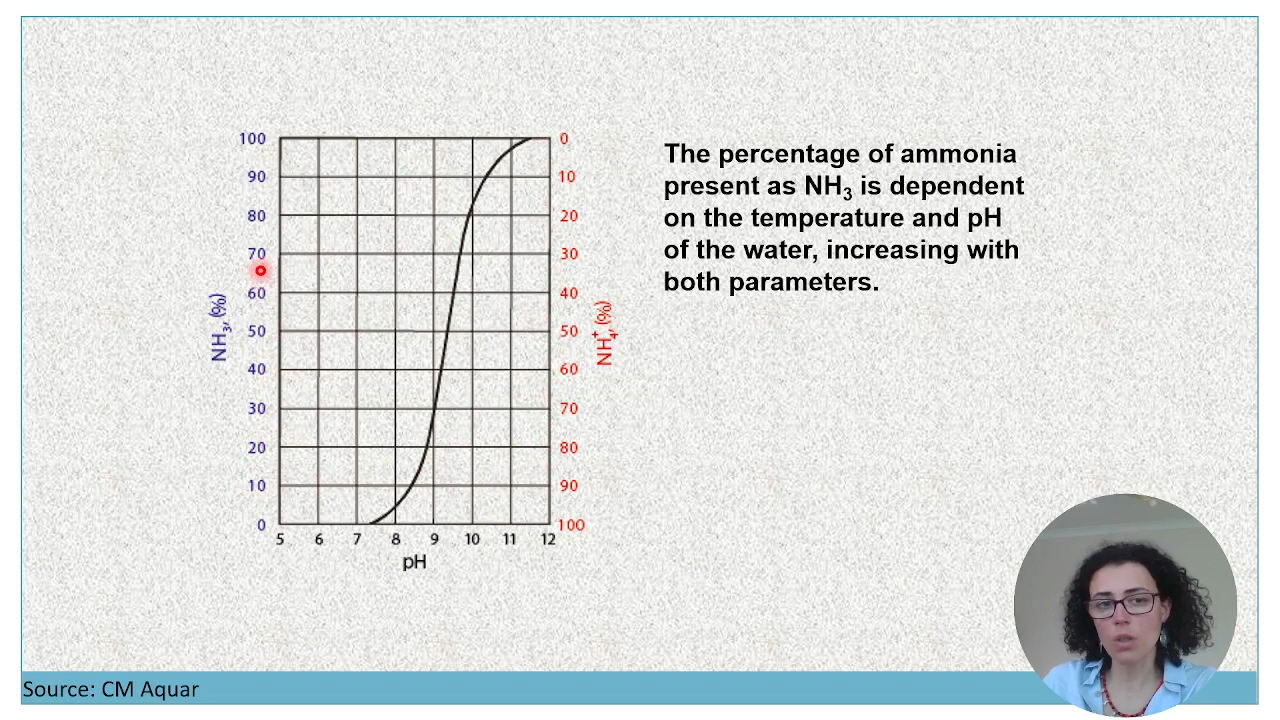 100
90
80
70
60
50
40
30
20
10
0
NH₃, (%)
0
10
20
30
40
50
60
70
80
90
100
NH₄⁺, (%)
5 6 7 8 9 10 11 12
pH
The percentage of ammonia
present as NH₃ is dependent
on the temperature and pH
of the water, increasing with
both parameters.
Source: CM Aquar